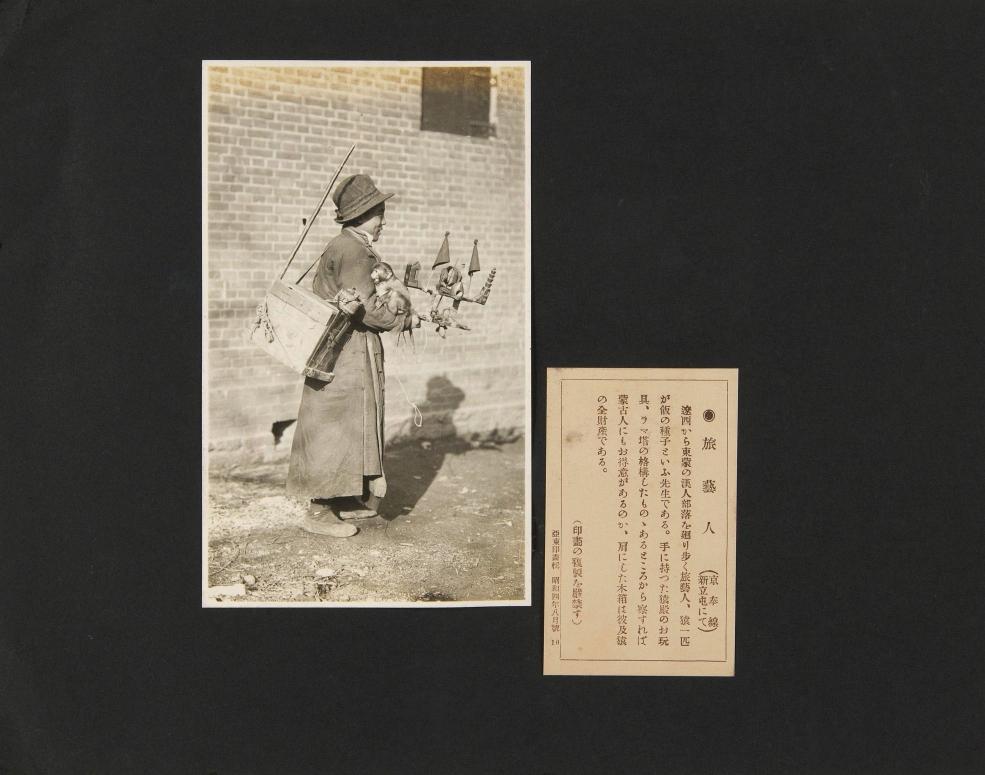 ◉旅藝人
（京奉線
新立屯にて）
遼西から東蒙の漢人部落を廻り步く旅藝人、猿一匹
が飯の種子といふ先生である。手に持つた猿殿のお玩
具、ラマ塔の格構したものゝあるところから察すれば
蒙古人にもお得意があるのか、肩にした木箱は彼及猿
の全財產である。
（印畵の複製を嚴禁す）
亞東印畵輯 昭和四年八月號 10